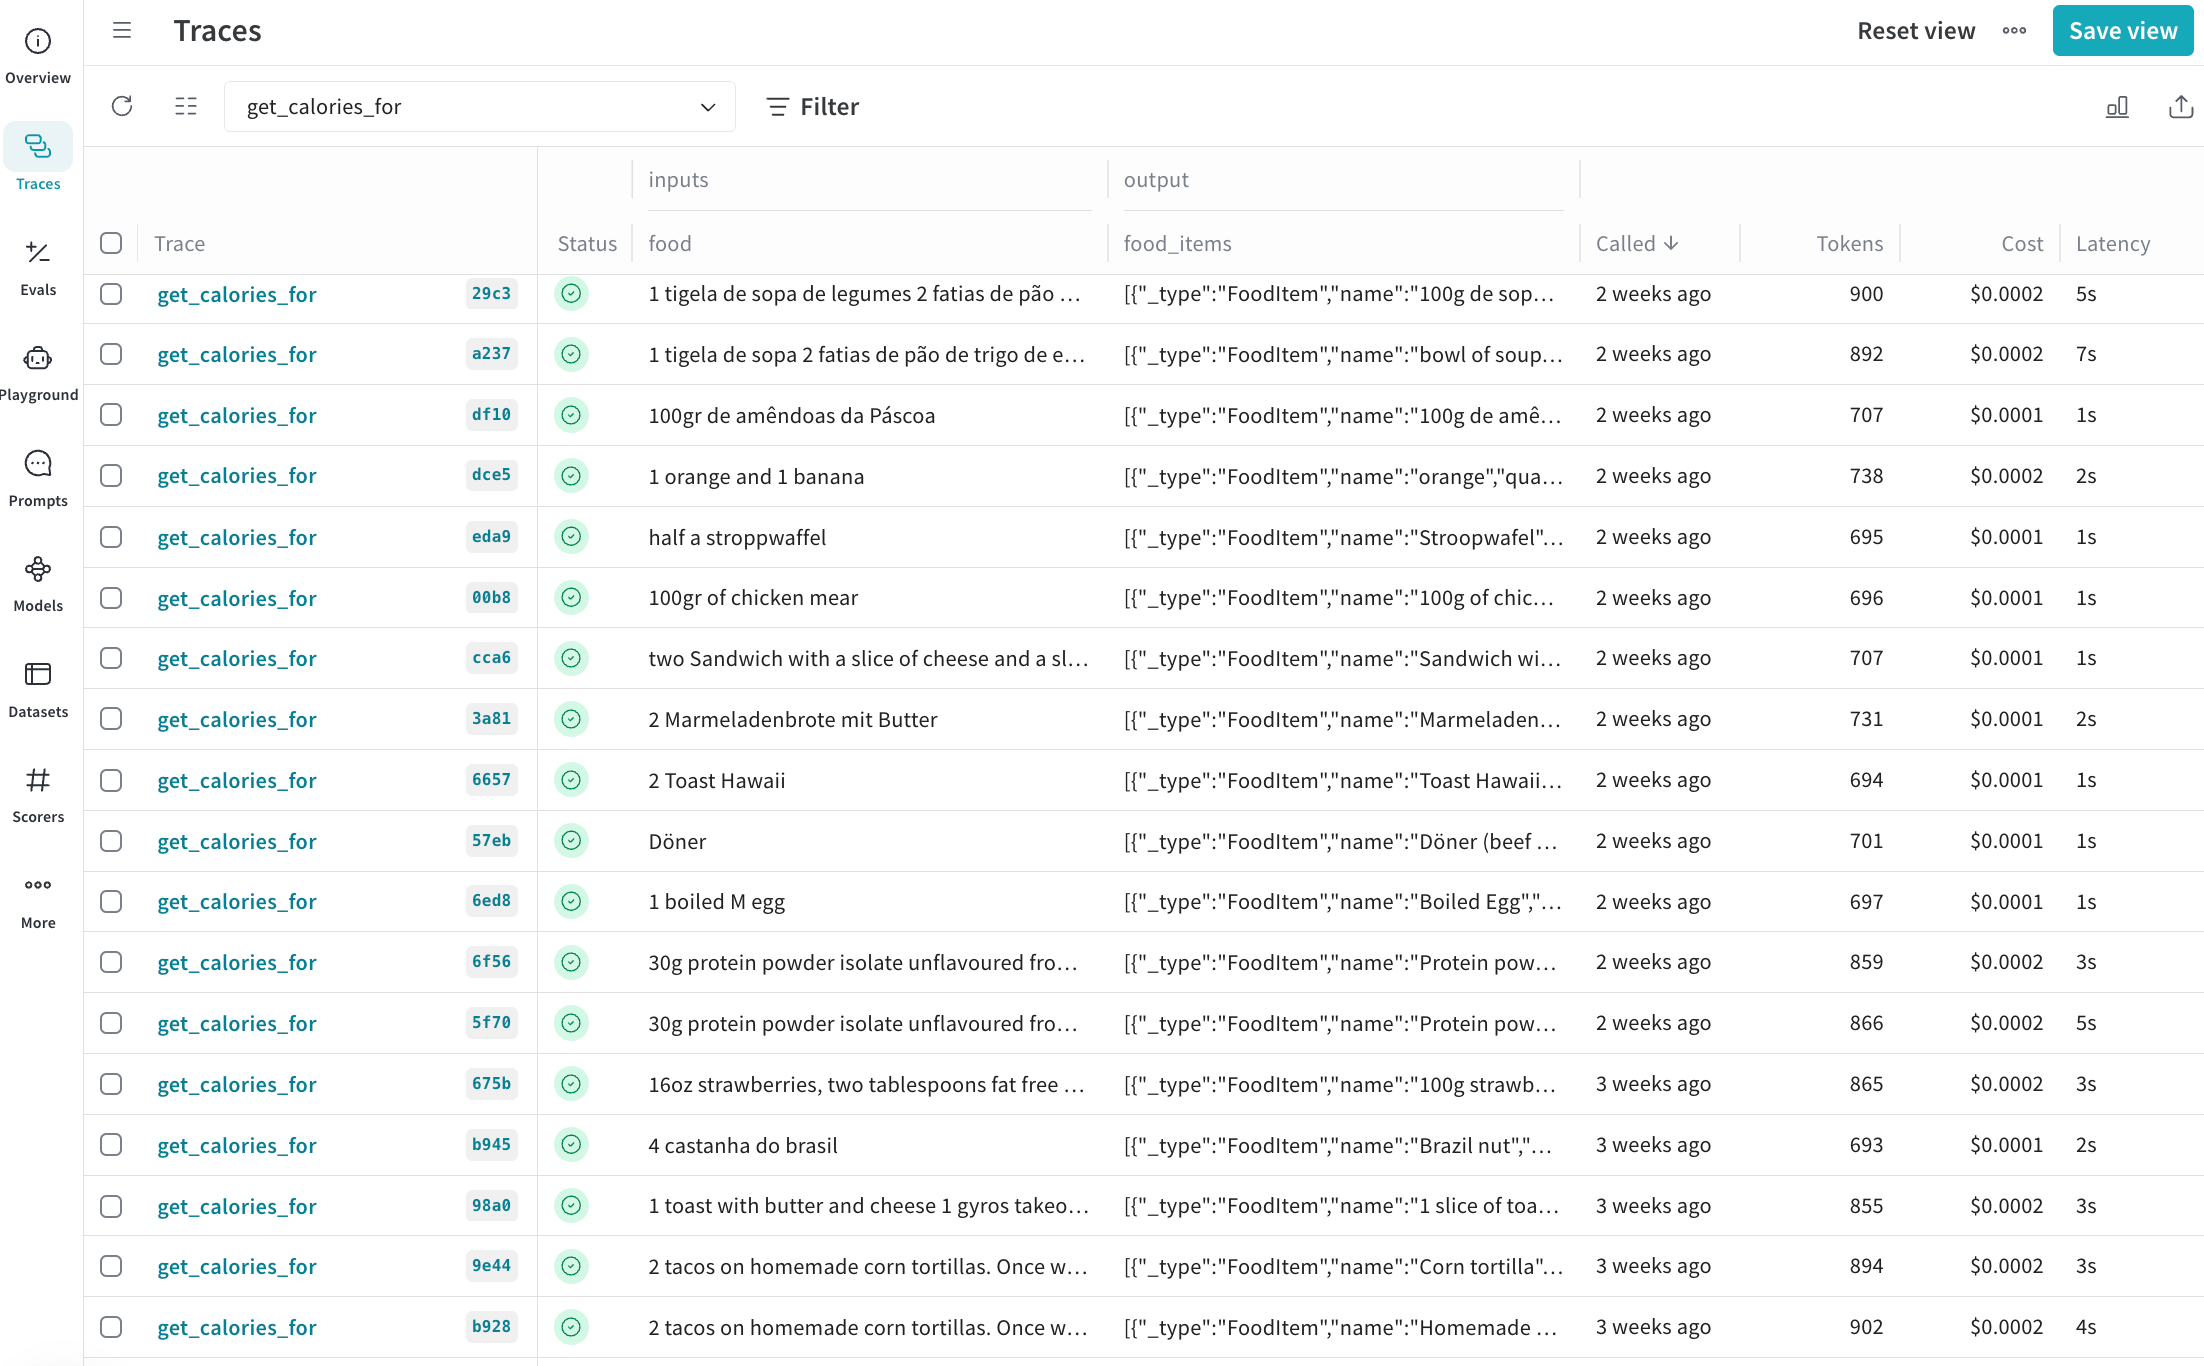 Overview
Traces
Evals
Playground
Prompts
Models
Datasets
Scorers
More
Traces
Reset view
Save view
get_calories_for
Filter
inputs output
Trace Status food food_items Called Tokens Cost Latency
get_calories_for 29c3 1 tigela de sopa de legumes 2 fatias de pão … [{"_type":"FoodItem","name":"100g de sop… 2 weeks ago 900 $0.0002 5s
get_calories_for a237 1 tigela de sopa 2 fatias de pão de trigo de e… [{"_type":"FoodItem","name":"bowl of soup… 2 weeks ago 892 $0.0002 7s
get_calories_for df10 100gr de amêndoas da Páscoa [{"_type":"FoodItem","name":"100g de amê… 2 weeks ago 707 $0.0001 1s
get_calories_for dce5 1 orange and 1 banana [{"_type":"FoodItem","name":"orange","qua… 2 weeks ago 738 $0.0002 2s
get_calories_for eda9 half a stroppwaffel [{"_type":"FoodItem","name":"Stroopwafel"… 2 weeks ago 695 $0.0001 1s
get_calories_for 00b8 100gr of chicken mear [{"_type":"FoodItem","name":"100g of chic… 2 weeks ago 696 $0.0001 1s
get_calories_for cca6 two Sandwich with a slice of cheese and a sl… [{"_type":"FoodItem","name":"Sandwich wi… 2 weeks ago 707 $0.0001 1s
get_calories_for 3a81 2 Marmeladenbrote mit Butter [{"_type":"FoodItem","name":"Marmeladen… 2 weeks ago 731 $0.0001 2s
get_calories_for 6657 2 Toast Hawaii [{"_type":"FoodItem","name":"Toast Hawaii… 2 weeks ago 694 $0.0001 1s
get_calories_for 57eb Döner [{"_type":"FoodItem","name":"Döner (beef … 2 weeks ago 701 $0.0001 1s
get_calories_for 6ed8 1 boiled M egg [{"_type":"FoodItem","name":"Boiled Egg","… 2 weeks ago 697 $0.0001 1s
get_calories_for 6f56 30g protein powder isolate unflavoured fro… [{"_type":"FoodItem","name":"Protein pow… 2 weeks ago 859 $0.0002 3s
get_calories_for 5f70 30g protein powder isolate unflavoured fro… [{"_type":"FoodItem","name":"Protein pow… 2 weeks ago 866 $0.0002 5s
get_calories_for 675b 16oz strawberries, two tablespoons fat free … [{"_type":"FoodItem","name":"100g strawb… 3 weeks ago 865 $0.0002 3s
get_calories_for b945 4 castanha do brasil [{"_type":"FoodItem","name":"Brazil nut","… 3 weeks ago 693 $0.0001 2s
get_calories_for 98a0 1 toast with butter and cheese 1 gyros takeo… [{"_type":"FoodItem","name":"1 slice of toa… 3 weeks ago 855 $0.0002 3s
get_calories_for 9e44 2 tacos on homemade corn tortillas. Once w… [{"_type":"FoodItem","name":"Corn tortilla"… 3 weeks ago 894 $0.0002 3s
get_calories_for b928 2 tacos on homemade corn tortillas. Once w… [{"_type":"FoodItem","name":"Homemade … 3 weeks ago 902 $0.0002 4s